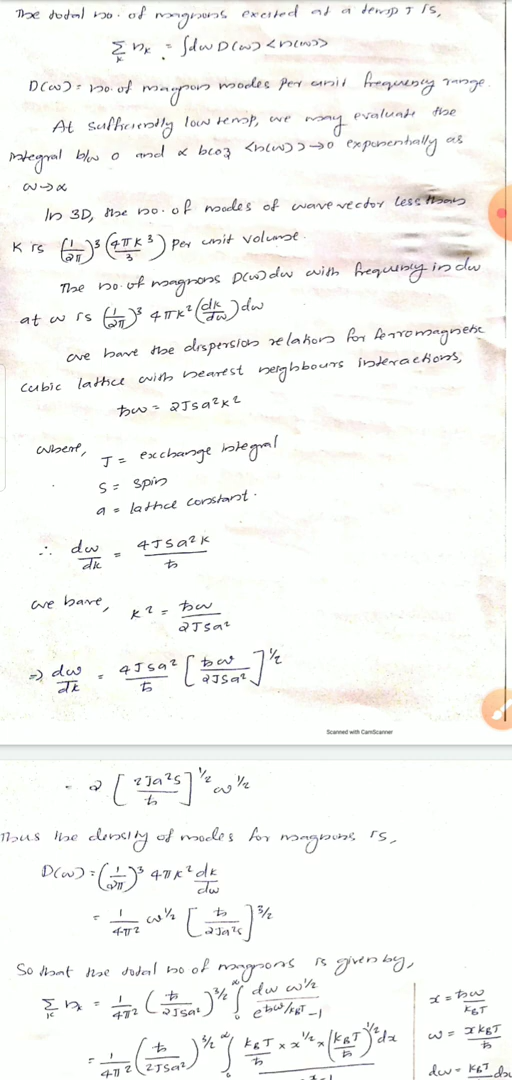 The total no. of magnons excited at a temp T is,
∑ₖ nₖ = ∫dω D(ω) <n(ω)>
D(ω) = no. of magnon modes per unit frequency range.
At sufficiently low temp, we may evaluate the
integral b/w 0 and ∝ bcoz <n(ω)> → 0 exponentially as
ω → ∝
In 3D, the no. of modes of wave vector less than
K is (1/2π)³ (4πK³/3) per unit volume.
The no. of magnons D(ω)dω with frequency in dω
at ω is (1/2π)³ 4πk² (dk/dω) dω
we have the dispersion relation for ferromagnetic
cubic lattice with nearest neighbours interactions,
ħω = 2Jsa²k²
where,
J = exchange integral
S = spin
a = lattice constant.
∴ dω/dk = 4JSa²k/ħ
we have, k² = ħω/2JSa²
⇒ dω/dk = 4JSa²/ħ [ħω/2JSa²]^1/2
Scanned with CamScanner
= 2 [2Ja²S/ħ]^1/2 ω^1/2
Thus the density of modes for magnons is,
D(ω) = (1/2π)³ 4πk² dk/dω
= 1/4π² ω^1/2 [ħ/2Ja²S]^3/2
So that the total no of magnons is given by,
∑ₖ nₖ = 1/4π² (ħ/2JSa²)^3/2 ∫₀^∝ dω ω^1/2 / e^ħω/k_BT −1
x = ħω/k_BT
= 1/4π² (ħ/2JSa²)^3/2 ∫₀^∝ k_BT/ħ × x^1/2 × (k_BT/ħ)^1/2 dx
ω = xk_BT/ħ
dω = k_BT dx